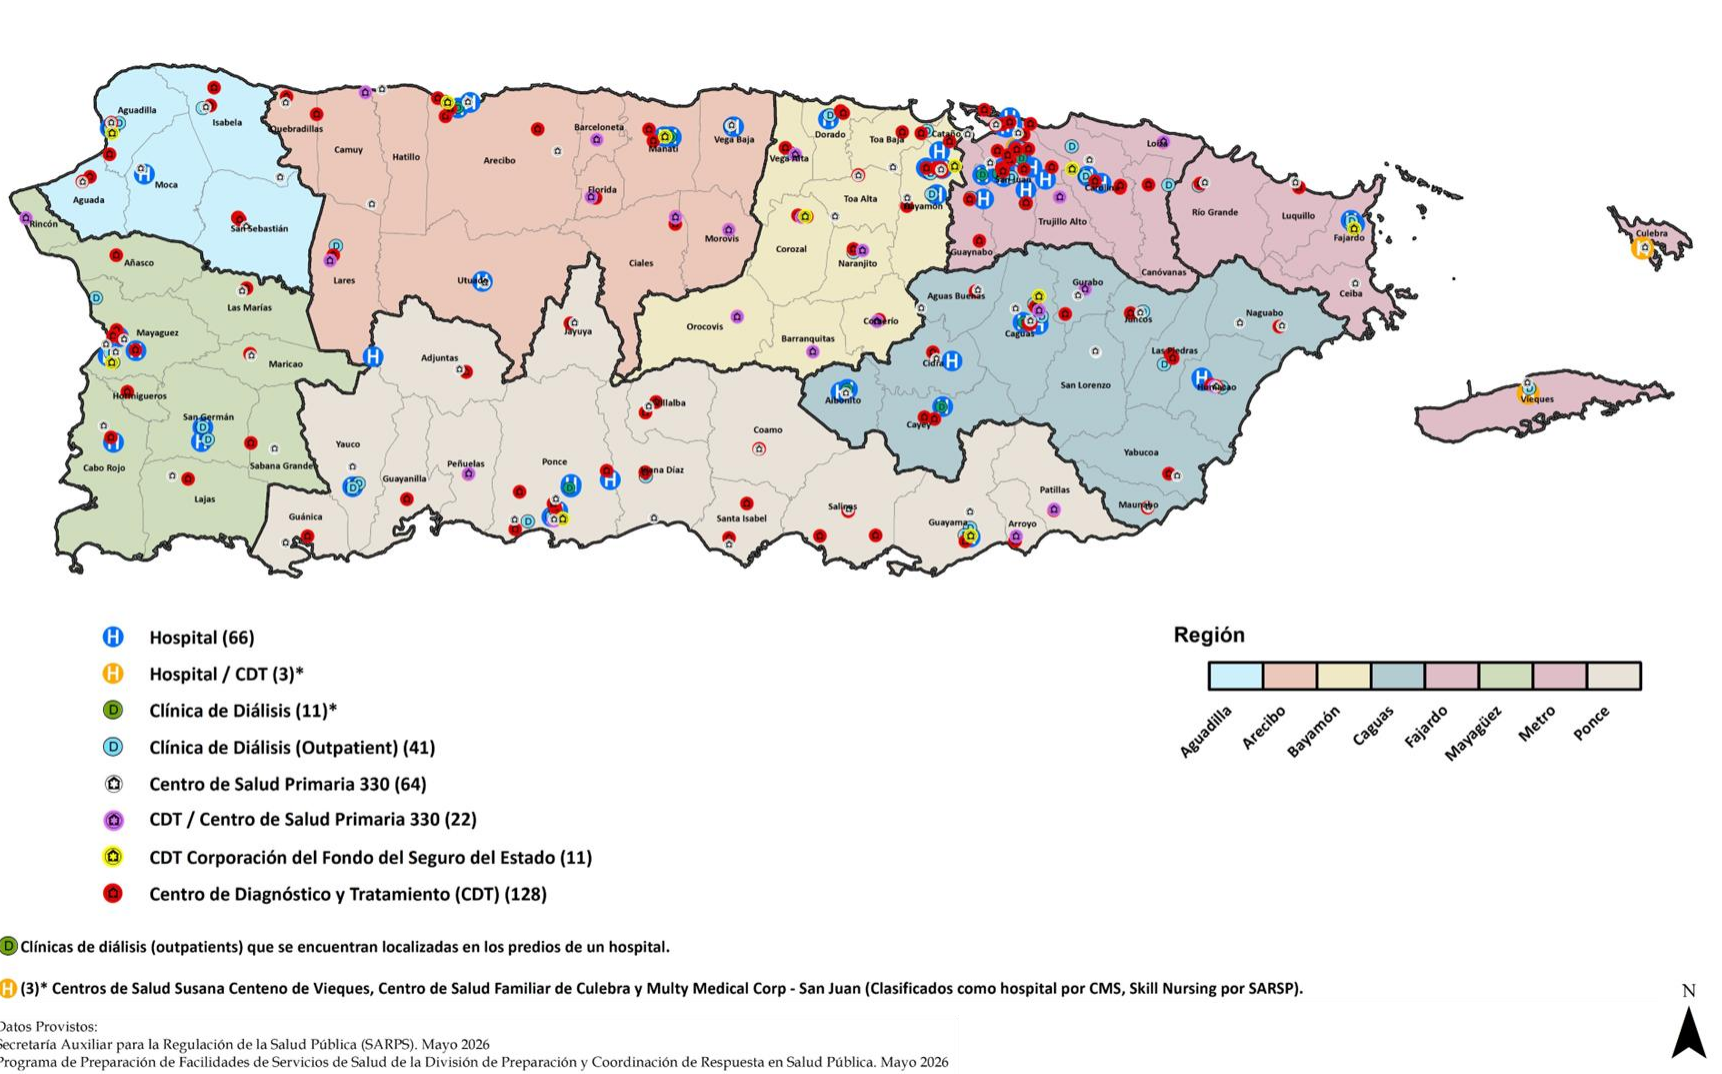 Aguadilla
Isabela
Moca
Aguada
San Sebastián
Rincón
Añasco
Las Marías
Mayaguez
Maricao
Hormigueros
San Germán
Cabo Rojo
Sabana Grande
Lajas
Quebradillas
Camuy
Hatillo
Arecibo
Barceloneta
Manatí
Vega Baja
Florida
Lares
Utuado
Ciales
Morovis
Dorado
Vega Alta
Toa Baja
Cataño
Toa Alta
Bayamón
Corozal
Naranjito
Orocovis
Comerío
Barranquitas
San Juan
Carolina
Loíza
Trujillo Alto
Guaynabo
Canóvanas
Río Grande
Luquillo
Fajardo
Ceiba
Culebra
Vieques
Aguas Buenas
Gurabo
Caguas
Juncos
Naguabo
Cidra
Las Piedras
San Lorenzo
Humacao
Aibonito
Cayey
Yabucoa
Maunabo
Jayuya
Adjuntas
Villalba
Coamo
Yauco
Guayanilla
Peñuelas
Ponce
Juana Díaz
Guánica
Santa Isabel
Salinas
Guayama
Arroyo
Patillas
H Hospital (66)
H Hospital / CDT (3)*
D Clínica de Diálisis (11)*
D Clínica de Diálisis (Outpatient) (41)
Centro de Salud Primaria 330 (64)
CDT / Centro de Salud Primaria 330 (22)
CDT Corporación del Fondo del Seguro del Estado (11)
Centro de Diagnóstico y Tratamiento (CDT) (128)
Región
Aguadilla
Arecibo
Bayamón
Caguas
Fajardo
Mayagüez
Metro
Ponce
D Clínicas de diálisis (outpatients) que se encuentran localizadas en los predios de un hospital.
H (3)* Centros de Salud Susana Centeno de Vieques, Centro de Salud Familiar de Culebra y Multy Medical Corp - San Juan (Clasificados como hospital por CMS, Skill Nursing por SARSP).
N
Datos Provistos:
Secretaría Auxiliar para la Regulación de la Salud Pública (SARPS). Mayo 2026
Programa de Preparación de Facilidades de Servicios de Salud de la División de Preparación y Coordinación de Respuesta en Salud Pública. Mayo 2026